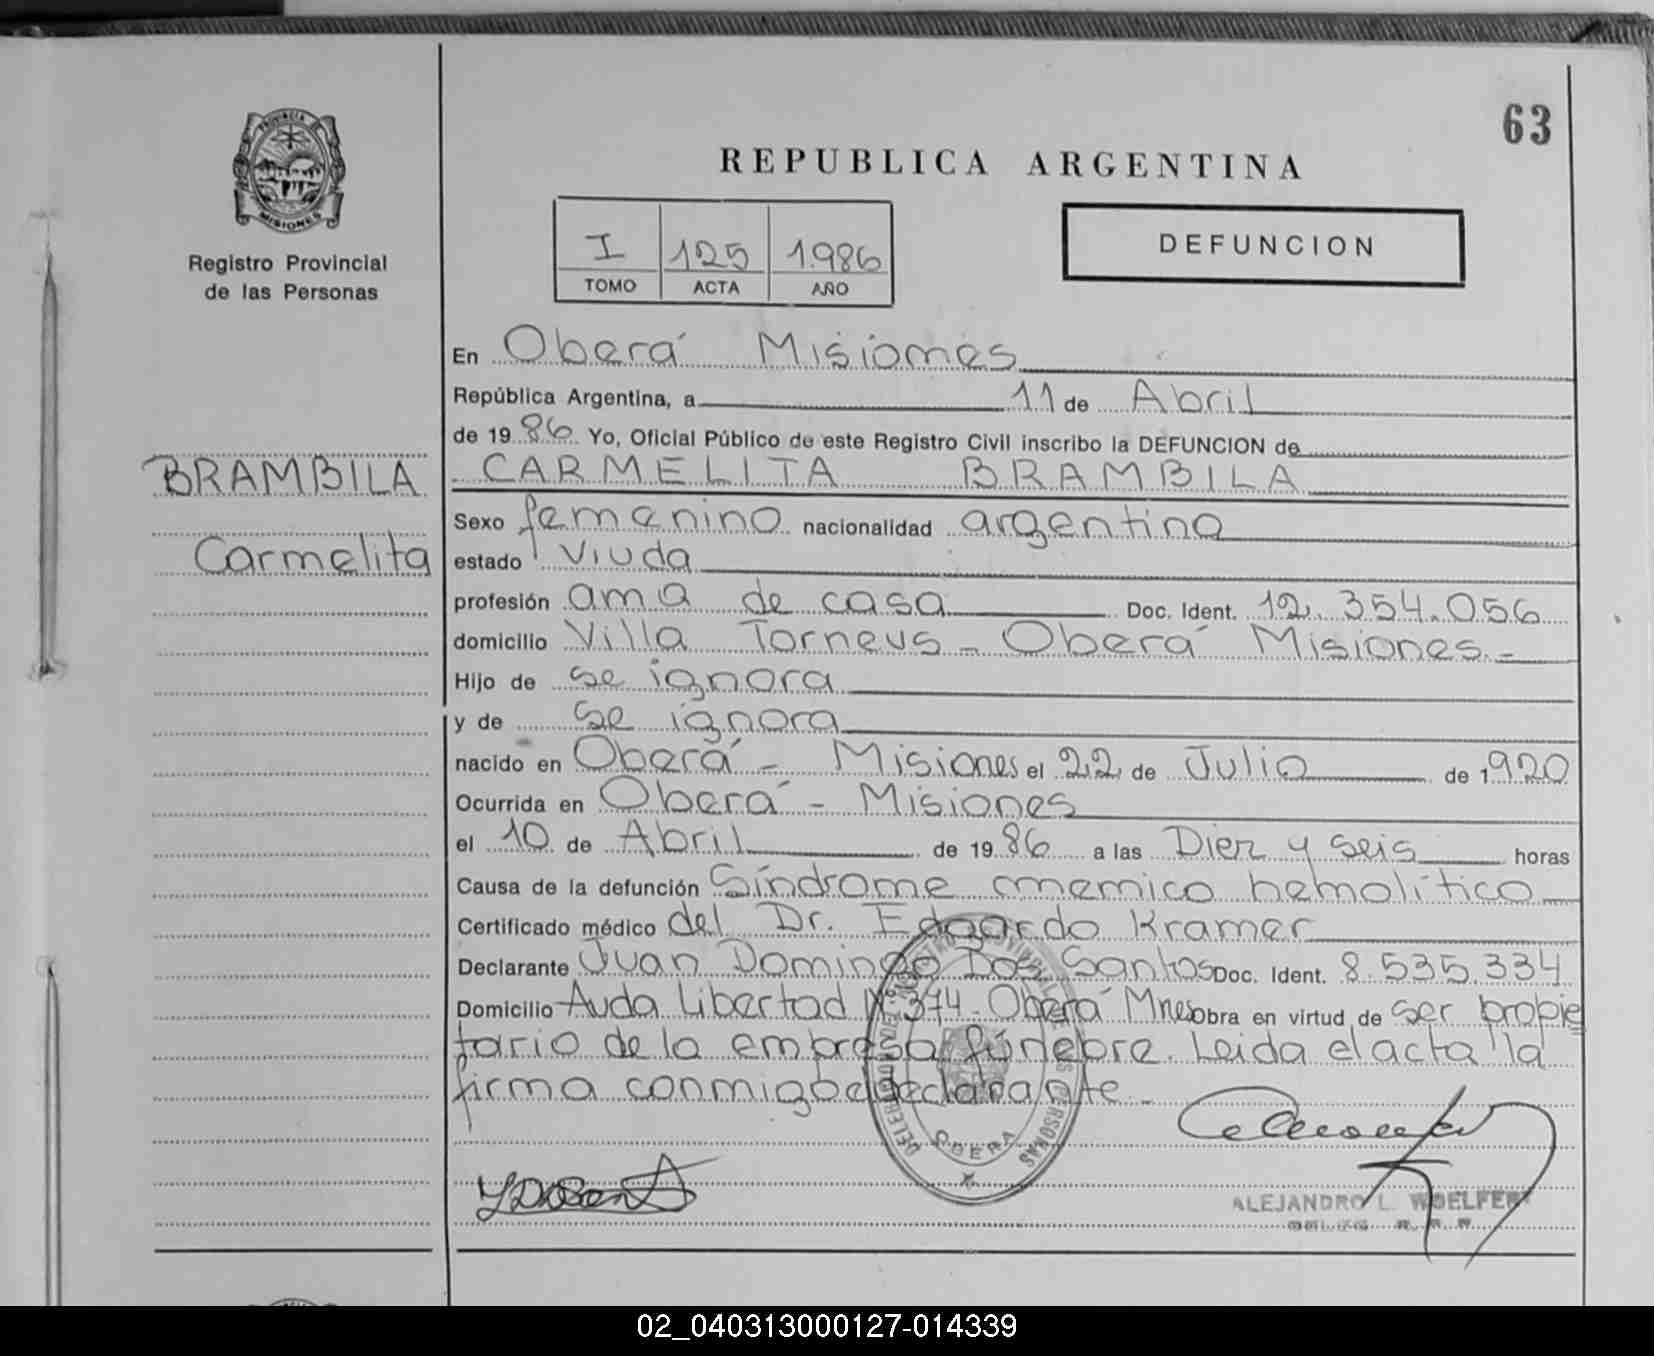 63
REPUBLICA ARGENTINA
PROVINCIA DE
MISIONES
Registro Provincial
de las Personas
I 125 1.986
TOMO ACTA AÑO
DEFUNCION
En Oberá Misiones
República Argentina, a 11 de Abril
de 1986 Yo, Oficial Público de este Registro Civil inscribo la DEFUNCION de
BRAMBILA
Carmelita
CARMELITA BRAMBILA
Sexo femenino nacionalidad argentina
estado viuda
profesión ama de casa Doc. Ident. 12.354.056
domicilio Villa Torneus - Oberá Misiones -
Hijo de se ignora
y de se ignora
nacido en Oberá - Misiones el 22 de Julio de 1920
Ocurrida en Oberá - Misiones
el 10 de Abril de 1986 a las Diez y seis horas
Causa de la defunción Síndrome anemico hemolítico
Certificado médico del Dr. Edgardo Kramer
Declarante Juan Domingo Dos Santos Doc. Ident. 8.535.334
Domicilio Avda Libertad Nº 374 - Oberá Mnes Obra en virtud de ser propie
tario de la empresa fúnebre. Leida el acta la
firma conmigo el declarante -
OBERA
ALEJANDRO L. WOELFERT
02_040313000127-014339